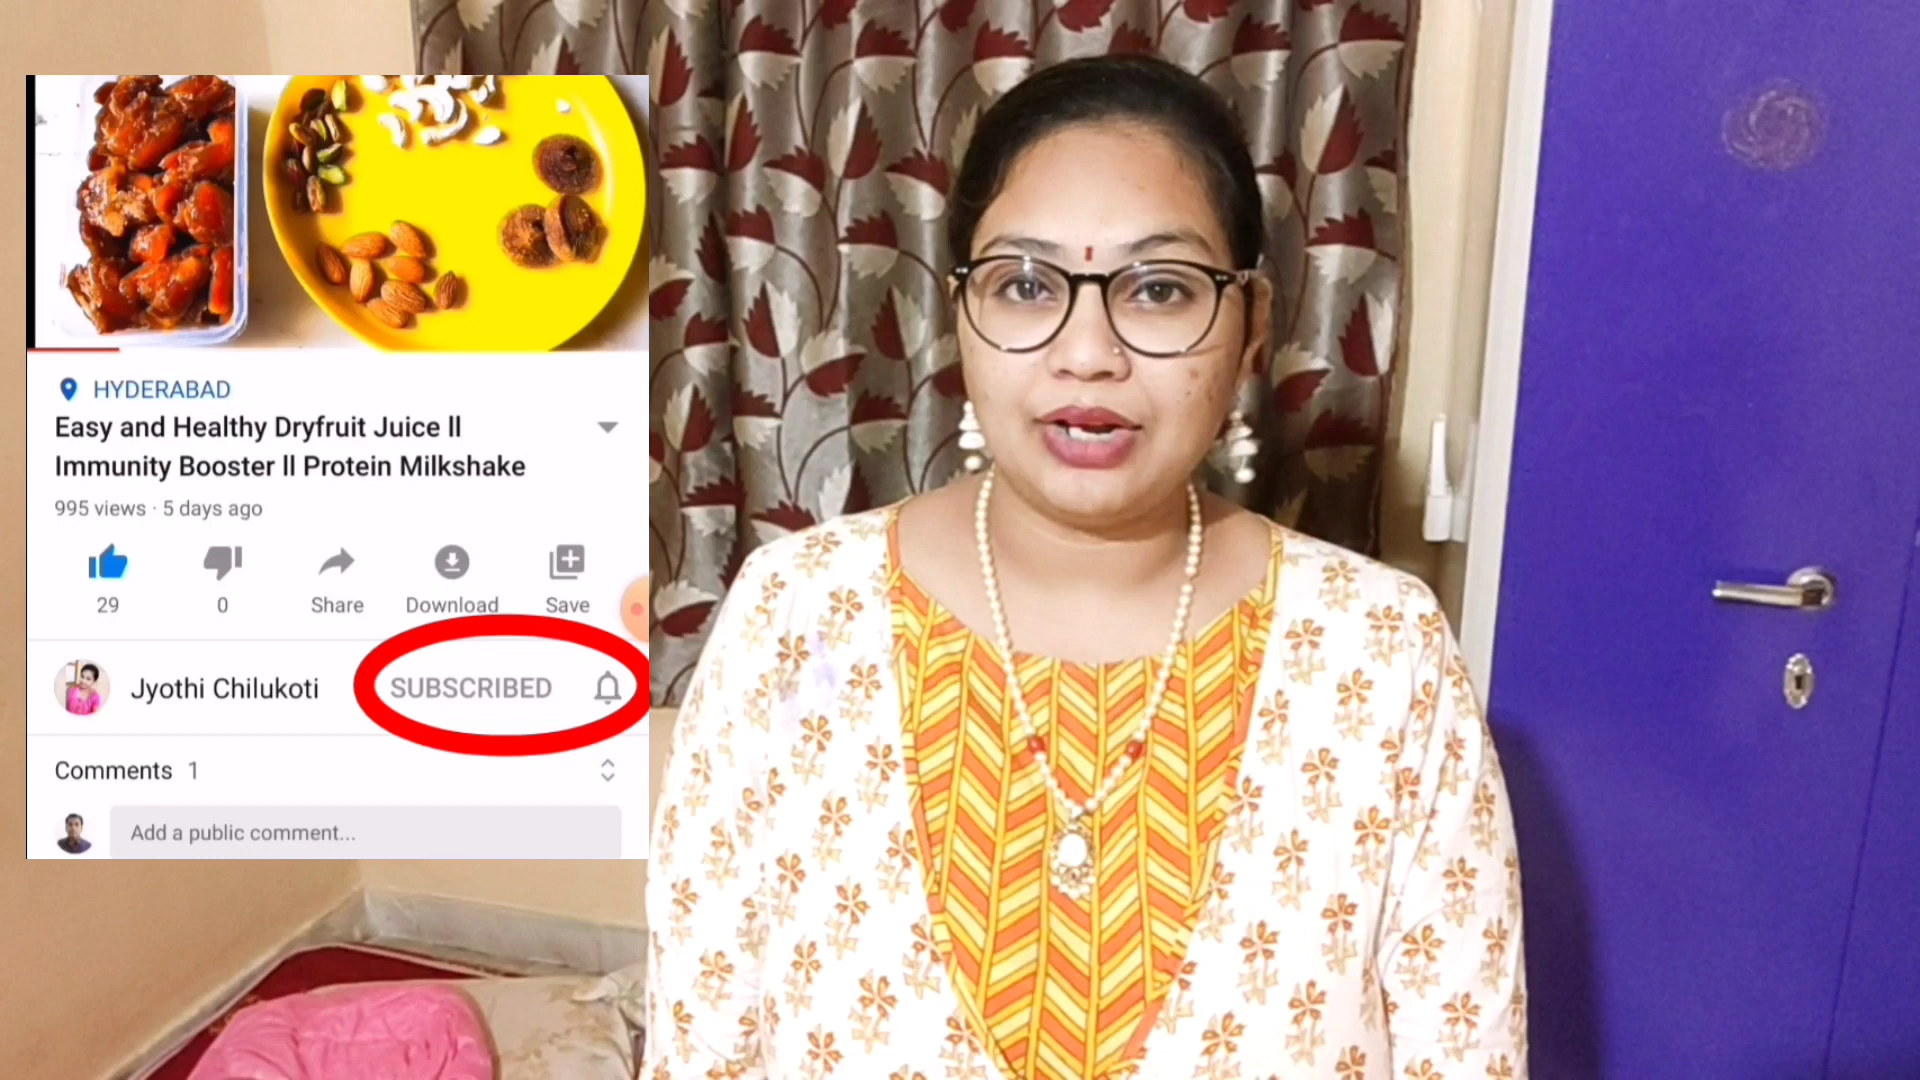 HYDERABAD
Easy and Healthy Dryfruit Juice ll
Immunity Booster ll Protein Milkshake
995 views · 5 days ago
29
0
Share
Download
Save
Jyothi Chilukoti
SUBSCRIBED
Comments 1
Add a public comment...